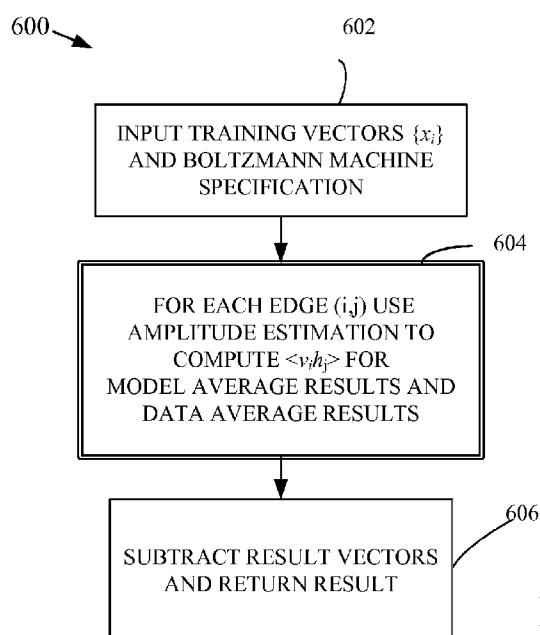 600
602
INPUT TRAINING VECTORS {xᵢ}
AND BOLTZMANN MACHINE
SPECIFICATION
604
FOR EACH EDGE (i,j) USE
AMPLITUDE ESTIMATION TO
COMPUTE <vᵢhⱼ> FOR
MODEL AVERAGE RESULTS AND
DATA AVERAGE RESULTS
606
SUBTRACT RESULT VECTORS
AND RETURN RESULT